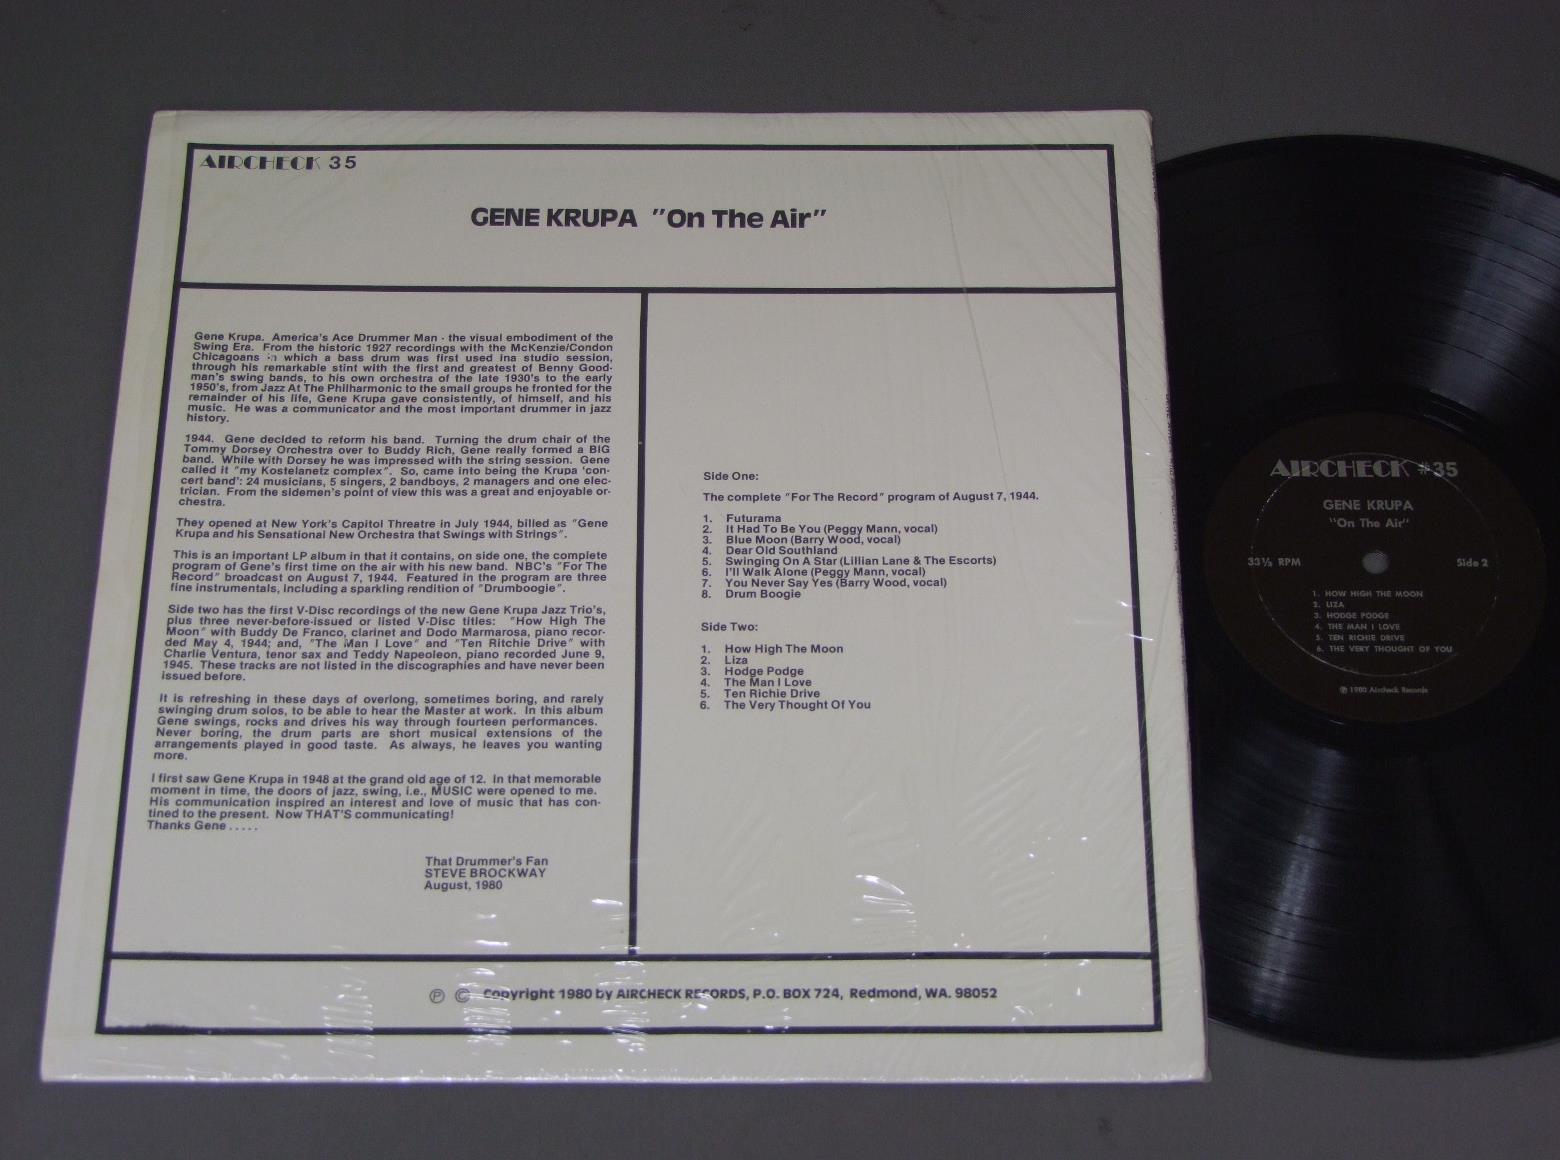 AIRCHECK 35
GENE KRUPA "On The Air"
Gene Krupa. America's Ace Drummer Man - the visual embodiment of the
Swing Era. From the historic 1927 recordings with the McKenzie/Condon
Chicagoans in which a bass drum was first used ina studio session,
through his remarkable stint with the first and greatest of Benny Good-
man's swing bands, to his own orchestra of the late 1930's to the early
1950's, from Jazz At The Philharmonic to the small groups he fronted for the
remainder of his life, Gene Krupa gave consistently, of himself, and his
music. He was a communicator and the most important drummer in jazz
history.
1944. Gene decided to reform his band. Turning the drum chair of the
Tommy Dorsey Orchestra over to Buddy Rich, Gene really formed a BIG
band. While with Dorsey he was impressed with the string session. Gene
called it "my Kostelanetz complex". So, came into being the Krupa 'con-
cert band': 24 musicians, 5 singers, 2 bandboys, 2 managers and one elec-
trician. From the sidemen's point of view this was a great and enjoyable or-
chestra.
They opened at New York's Capitol Threatre in July 1944, billed as "Gene
Krupa and his Sensational New Orchestra that Swings with Strings".
This is an important LP album in that it contains, on side one, the complete
program of Gene's first time on the air with his new band. NBC's "For The
Record" broadcast on August 7, 1944. Featured in the program are three
fine instrumentals, including a sparkling rendition of "Drumboogie".
Side two has the first V-Disc recordings of the new Gene Krupa Jazz Trio's,
plus three never-before-issued or listed V-Disc titles: "How High The
Moon" with Buddy De Franco, clarinet and Dodo Marmarosa, piano recor-
ded May 4, 1944; and, "The Man I Love" and "Ten Ritchie Drive" with
Charlie Ventura, tenor sax and Teddy Napeoleon, piano recorded June 9,
1945. These tracks are not listed in the discographies and have never been
issued before.
It is refreshing in these days of overlong, sometimes boring, and rarely
swinging drum solos, to be able to hear the Master at work. In this album
Gene swings, rocks and drives his way through fourteen performances.
Never boring, the drum parts are short musical extensions of the
arrangements played in good taste. As always, he leaves you wanting
more.
I first saw Gene Krupa in 1948 at the grand old age of 12. In that memorable
moment in time, the doors of jazz, swing, i.e., MUSIC were opened to me.
His communication inspired an interest and love of music that has con-
tined to the present. Now THAT'S communicating!
Thanks Gene . . . . .
That Drummer's Fan
STEVE BROCKWAY
August, 1980
Side One:
The complete "For The Record" program of August 7, 1944.
1. Futurama
2. It Had To Be You (Peggy Mann, vocal)
3. Blue Moon (Barry Wood, vocal)
4. Dear Old Southland
5. Swinging On A Star (Lillian Lane & The Escorts)
6. I'll Walk Alone (Peggy Mann, vocal)
7. You Never Say Yes (Barry Wood, vocal)
8. Drum Boogie
Side Two:
1. How High The Moon
2. Liza
3. Hodge Podge
4. The Man I Love
5. Ten Richie Drive
6. The Very Thought Of You
℗ © Copyright 1980 by AIRCHECK RECORDS, P.O. BOX 724, Redmond, WA. 98052
AIRCHECK #35
GENE KRUPA
"On The Air"
33⅓ RPM Side 2
1. HOW HIGH THE MOON
2. LIZA
3. HODGE PODGE
4. THE MAN I LOVE
5. TEN RICHIE DRIVE
6. THE VERY THOUGHT OF YOU
℗ 1980 Aircheck Records